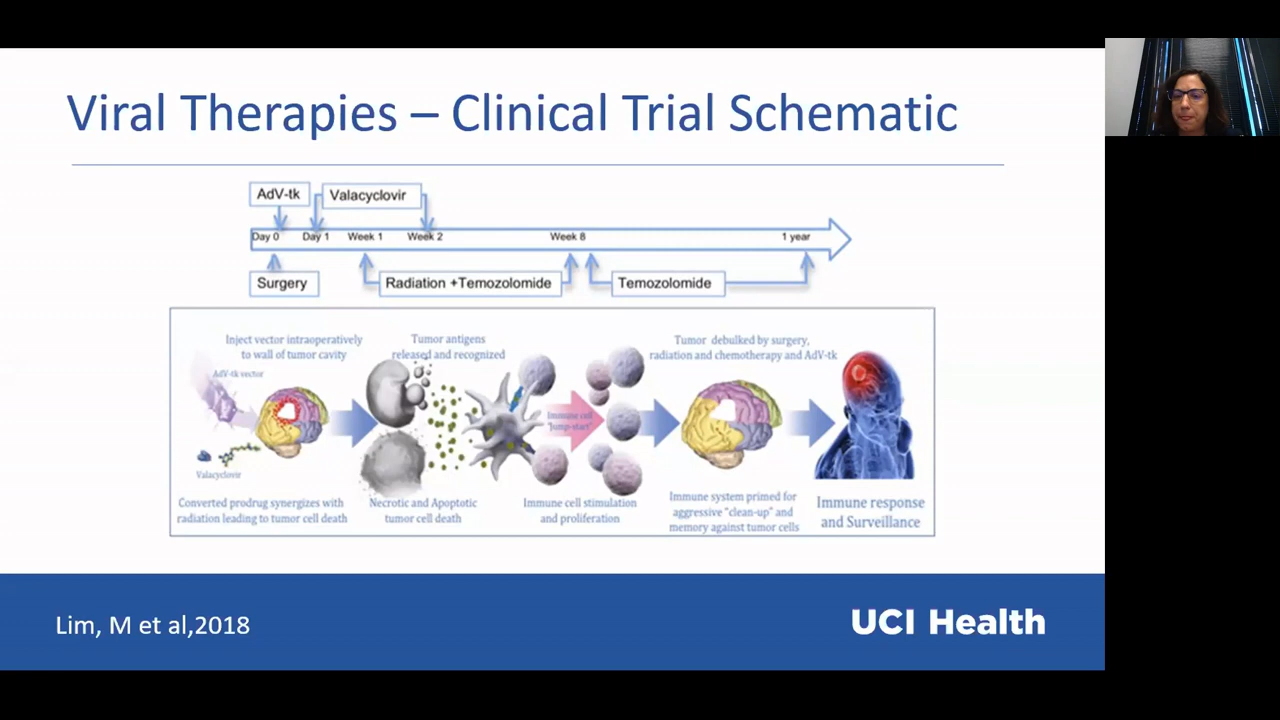 Viral Therapies – Clinical Trial Schematic
AdV-tk
Valacyclovir
Day 0 Day 1 Week 1 Week 2 Week 8 1 year
Surgery
Radiation +Temozolomide
Temozolomide
Inject vector intraoperatively
to wall of tumor cavity
AdV-tk vector
Valacyclovir
Converted prodrug synergizes with
radiation leading to tumor cell death
Tumor antigens
released and recognized
Necrotic and Apoptotic
tumor cell death
Immune cell
"Jump-start"
Immune cell stimulation
and proliferation
Tumor debulked by surgery,
radiation and chemotherapy and AdV-tk
Immune system primed for
aggressive "clean-up" and
memory against tumor cells
Immune response
and Surveillance
Lim, M et al,2018
UCI Health